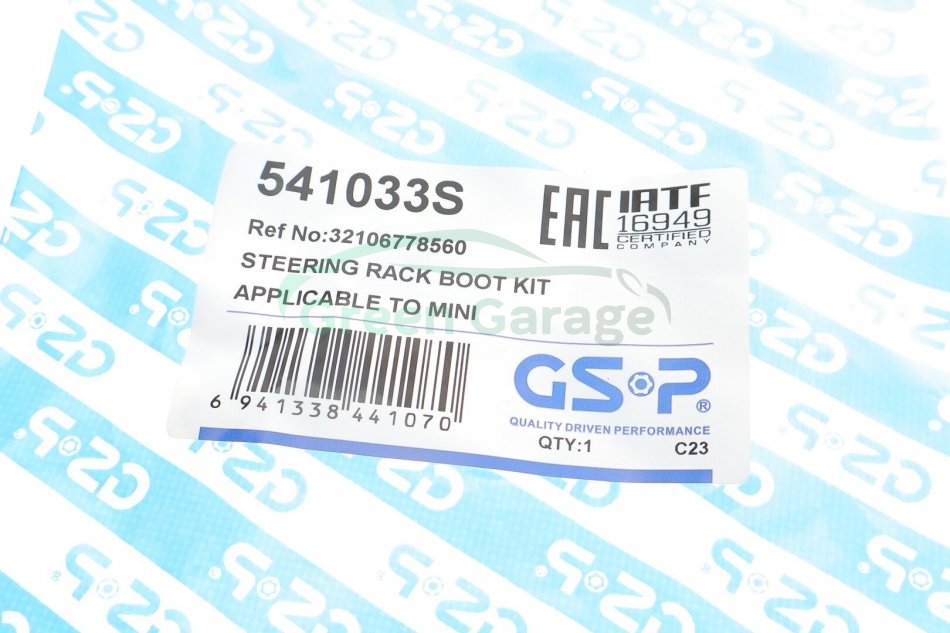 541033S
Ref No:32106778560
STEERING RACK BOOT KIT
APPLICABLE TO MINI
EAC
IATF
16949
CERTIFIED
COMPANY
Green Garage
6 941338 441070
GSP®
QUALITY DRIVEN PERFORMANCE
QTY:1 C23